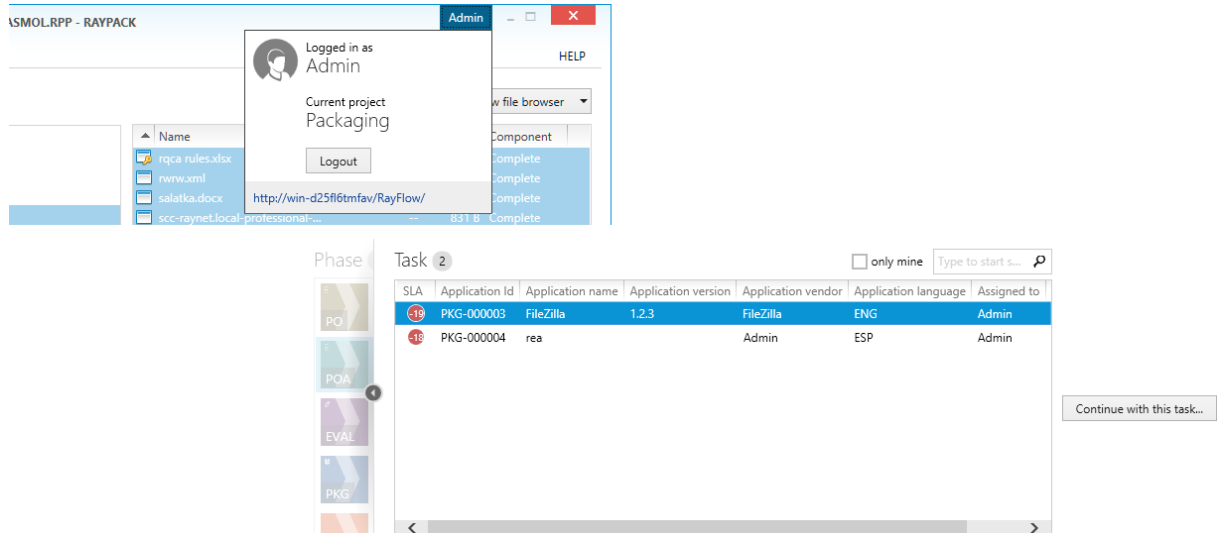 ASMOL.RPP - RAYPACK
Admin
Logged in as
Admin
HELP
Current project
Packaging
w file browser
Name
Component
rqca rules.xlsx
Complete
Logout
rwrw.xml
Complete
salatka.docx
http://win-d25fl6tmfav/RayFlow/
Complete
scc-raynet.local-professional-... -- 831 B Complete
Phase
Task 2
only mine
Type to start s...
SLA Application Id Application name Application version Application vendor Application language Assigned to
-19 PKG-000003 FileZilla 1.2.3 FileZilla ENG Admin
-18 PKG-000004 rea Admin ESP Admin
PO
POA
EVAL
PKG
Continue with this task...